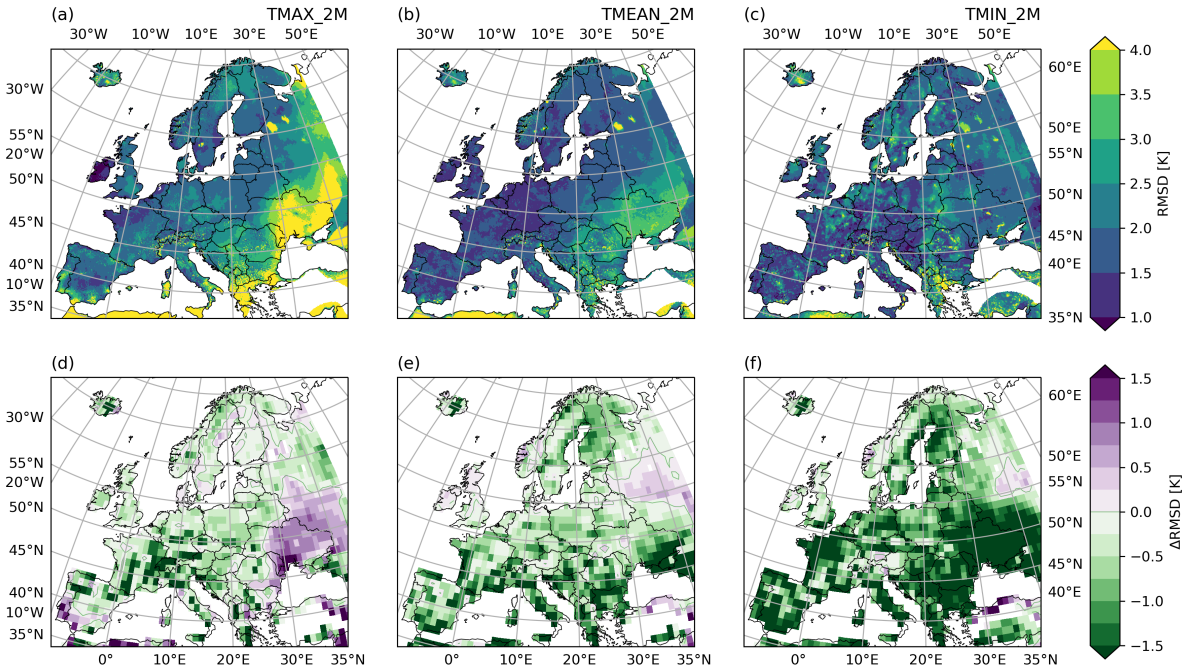 (a) TMAX_2M (b) TMEAN_2M (c) TMIN_2M
30°W 10°W 10°E 30°E 50°E 30°W 10°W 10°E 30°E 50°E 30°W 10°W 10°E 30°E 50°E
30°W
55°N
20°W
50°N
45°N
40°N
10°W
35°N
60°E
50°E
55°N
50°N
45°N
40°E
35°N
4.0
3.5
3.0
2.5
2.0
1.5
1.0
RMSD [K]
(d) (e) (f)
30°W
55°N
20°W
50°N
45°N
40°N
10°W
35°N
60°E
50°E
55°N
50°N
45°N
40°E
1.5
1.0
0.5
0.0
−0.5
−1.0
−1.5
ΔRMSD [K]
0° 10°E 20°E 30°E 35°N 0° 10°E 20°E 30°E 35°N 0° 10°E 20°E 30°E 35°N